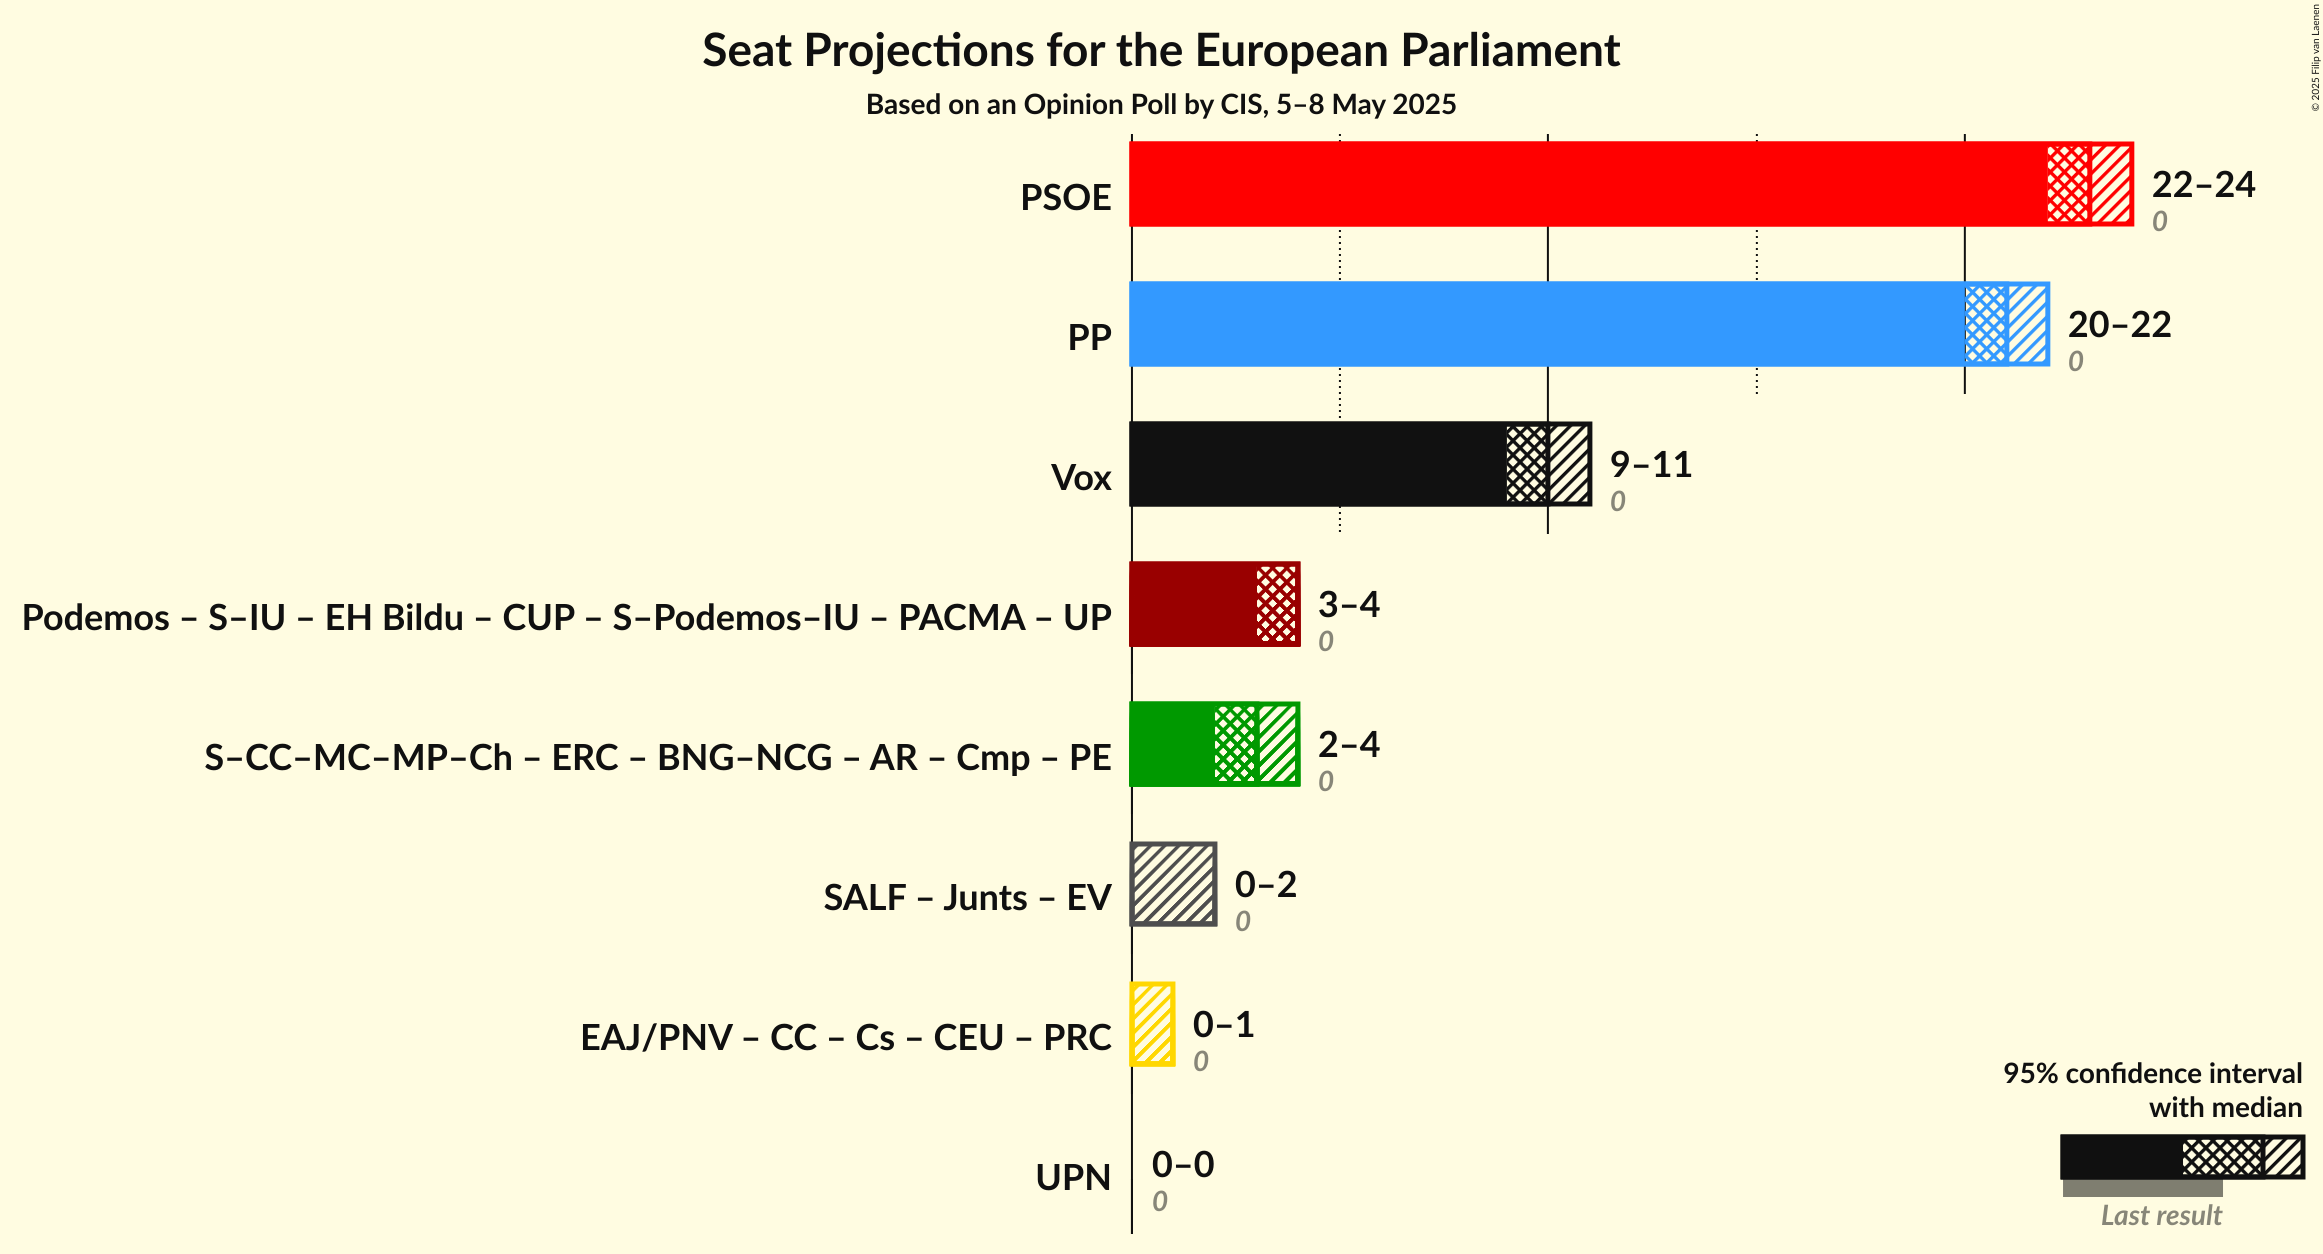 Seat Projections for the European Parliament
Based on an Opinion Poll by CIS, 5–8 May 2025
© 2025 Filip van Laenen
PSOE
22–24
0
PP
20–22
0
Vox
9–11
0
Podemos – S–IU – EH Bildu – CUP – S–Podemos–IU – PACMA – UP
3–4
0
S–CC–MC–MP–Ch – ERC – BNG–NCG – AR – Cmp – PE
2–4
0
SALF – Junts – EV
0–2
0
EAJ/PNV – CC – Cs – CEU – PRC
0–1
0
UPN
0–0
0
95% confidence interval
with median
Last result